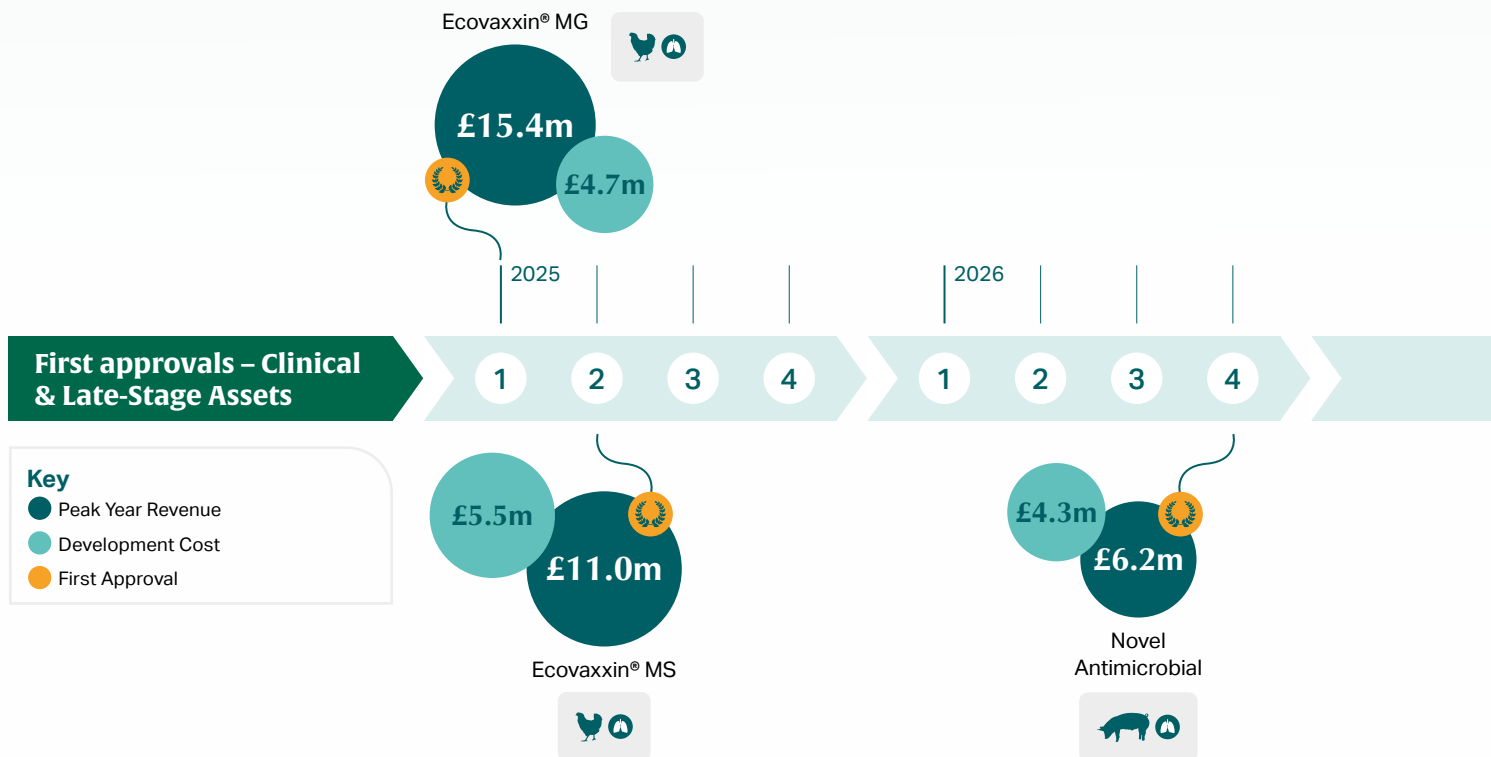 Ecovaxxin® MG
£15.4m
£4.7m
2025
2026
First approvals – Clinical
& Late-Stage Assets
1
2
3
4
1
2
3
4
Key
Peak Year Revenue
Development Cost
First Approval
£5.5m
£11.0m
Ecovaxxin® MS
£4.3m
£6.2m
Novel
Antimicrobial